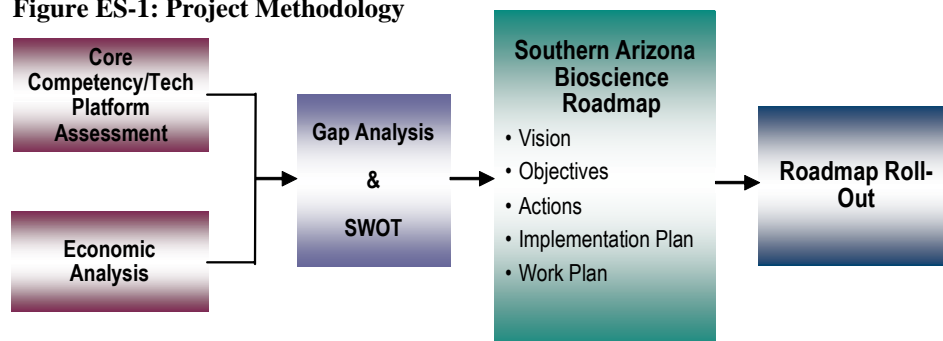 Figure ES-1: Project Methodology
Core
Competency/Tech
Platform
Assessment
Economic
Analysis
Gap Analysis
&
SWOT
Southern Arizona
Bioscience
Roadmap
• Vision
• Objectives
• Actions
• Implementation Plan
• Work Plan
Roadmap Roll-
Out